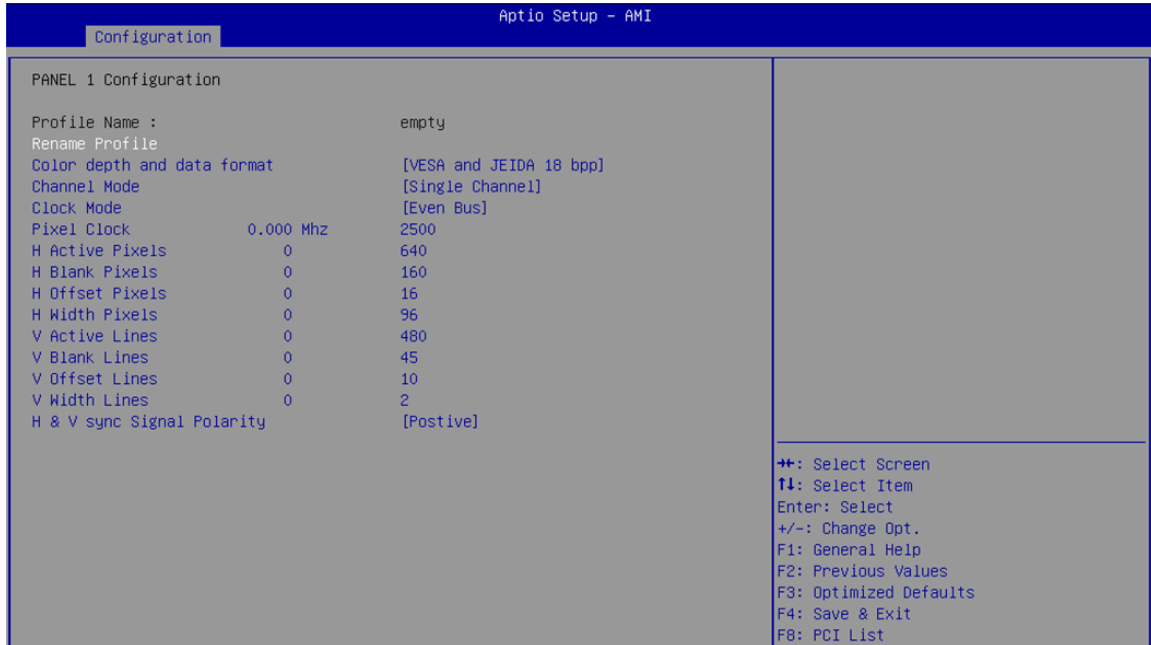 Aptio Setup – AMI
Configuration
PANEL 1 Configuration
Profile Name : empty
Rename Profile
Color depth and data format [VESA and JEIDA 18 bpp]
Channel Mode [Single Channel]
Clock Mode [Even Bus]
Pixel Clock 0.000 Mhz 2500
H Active Pixels 0 640
H Blank Pixels 0 160
H Offset Pixels 0 16
H Width Pixels 0 96
V Active Lines 0 480
V Blank Lines 0 45
V Offset Lines 0 10
V Width Lines 0 2
H & V sync Signal Polarity [Postive]
→←: Select Screen
↑↓: Select Item
Enter: Select
+/-: Change Opt.
F1: General Help
F2: Previous Values
F3: Optimized Defaults
F4: Save & Exit
F8: PCI List